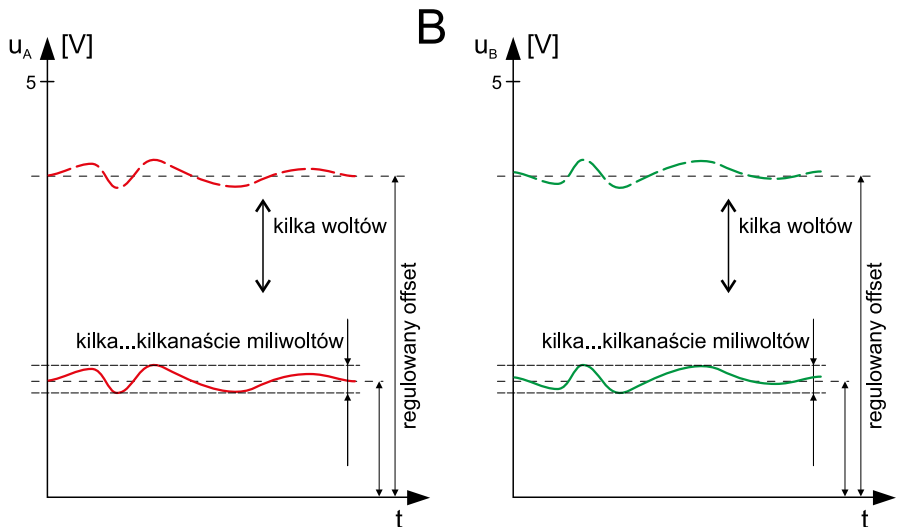 B
u_A [V]
5
kilka woltów
kilka...kilkanaście miliwoltów
regulowany offset
t
u_B [V]
5
kilka woltów
kilka...kilkanaście miliwoltów
regulowany offset
t